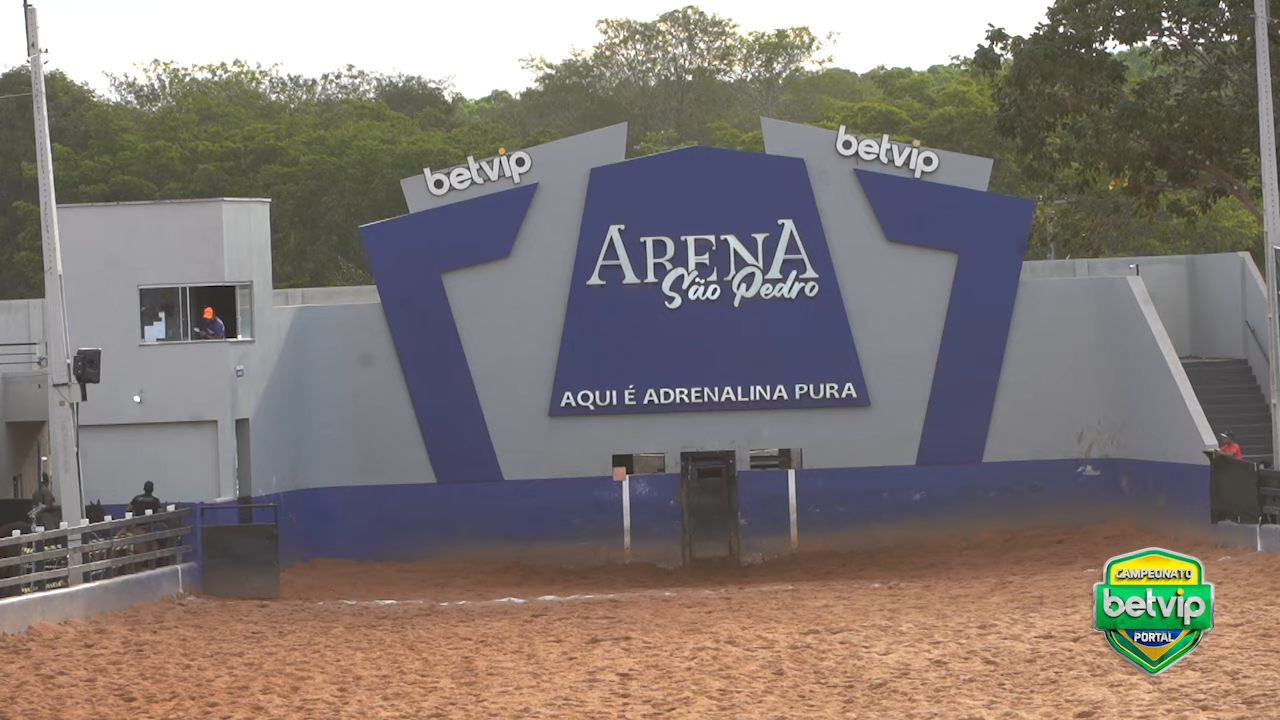 betvip
betvip
ARENA
São Pedro
AQUI É ADRENALINA PURA
CAMPEONATO
betvip
PORTAL